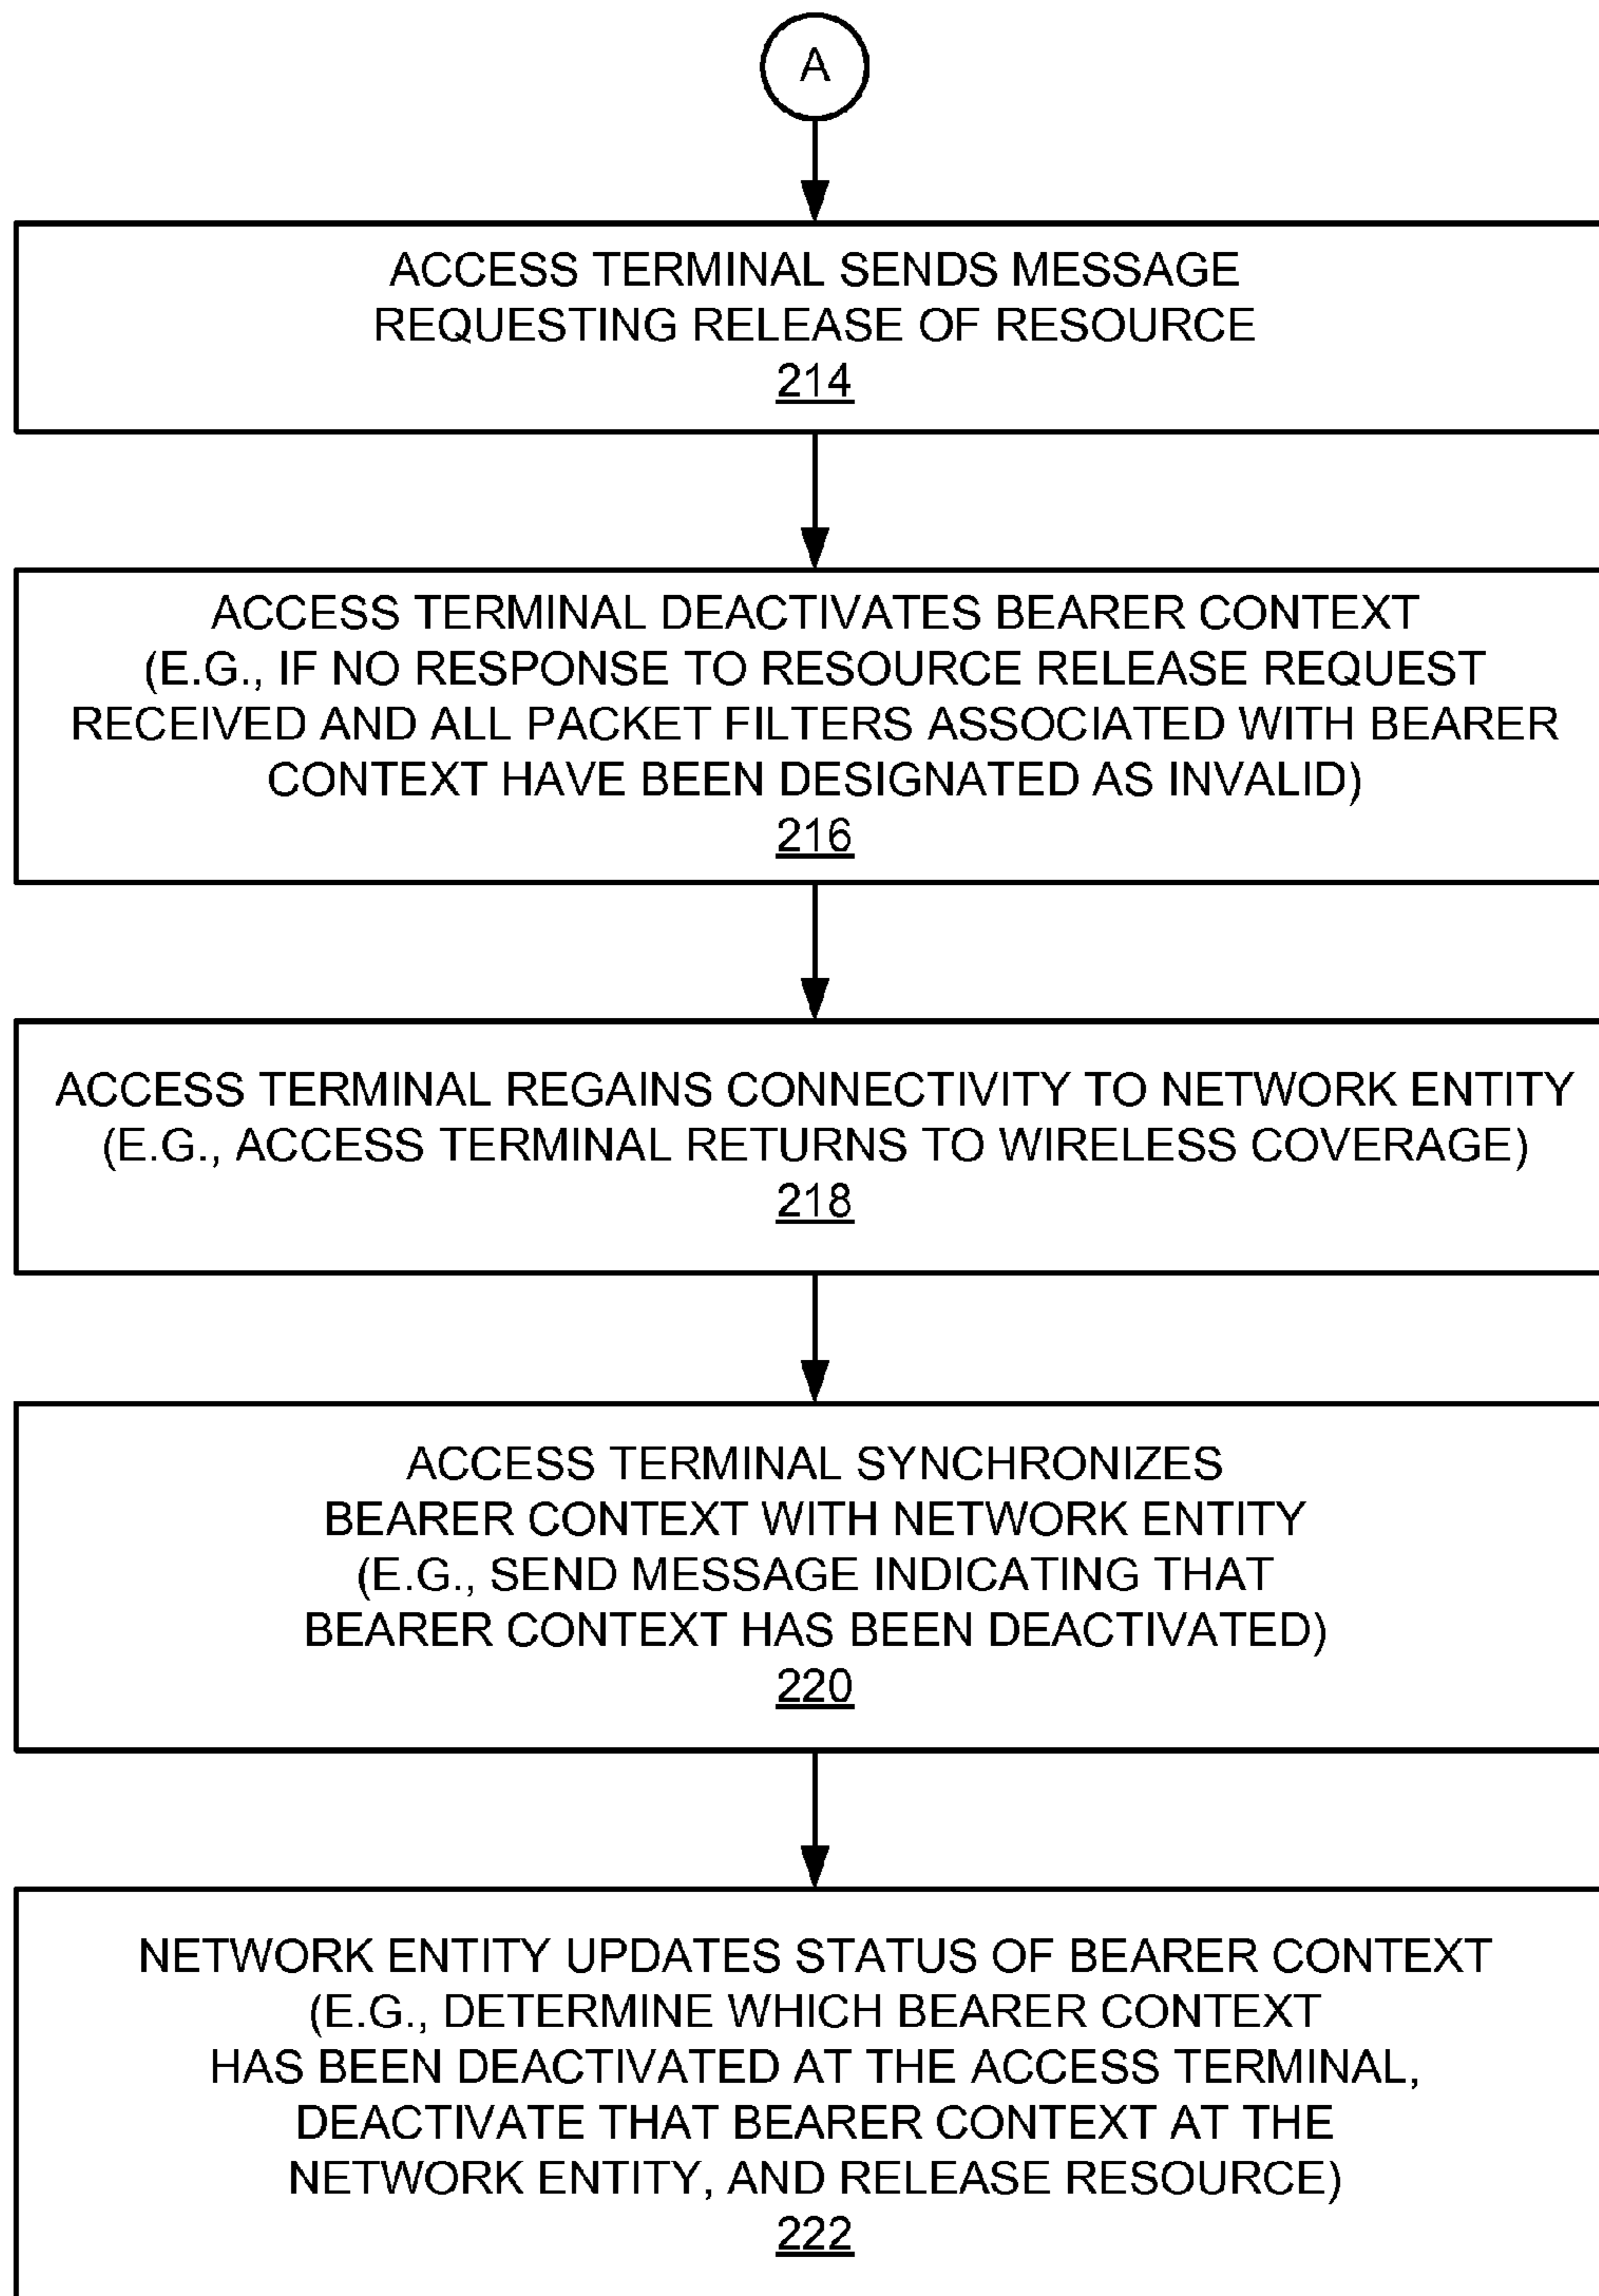 A
ACCESS TERMINAL SENDS MESSAGE
REQUESTING RELEASE OF RESOURCE
214
ACCESS TERMINAL DEACTIVATES BEARER CONTEXT
(E.G., IF NO RESPONSE TO RESOURCE RELEASE REQUEST
RECEIVED AND ALL PACKET FILTERS ASSOCIATED WITH BEARER
CONTEXT HAVE BEEN DESIGNATED AS INVALID)
216
ACCESS TERMINAL REGAINS CONNECTIVITY TO NETWORK ENTITY
(E.G., ACCESS TERMINAL RETURNS TO WIRELESS COVERAGE)
218
ACCESS TERMINAL SYNCHRONIZES
BEARER CONTEXT WITH NETWORK ENTITY
(E.G., SEND MESSAGE INDICATING THAT
BEARER CONTEXT HAS BEEN DEACTIVATED)
220
NETWORK ENTITY UPDATES STATUS OF BEARER CONTEXT
(E.G., DETERMINE WHICH BEARER CONTEXT
HAS BEEN DEACTIVATED AT THE ACCESS TERMINAL,
DEACTIVATE THAT BEARER CONTEXT AT THE
NETWORK ENTITY, AND RELEASE RESOURCE)
222